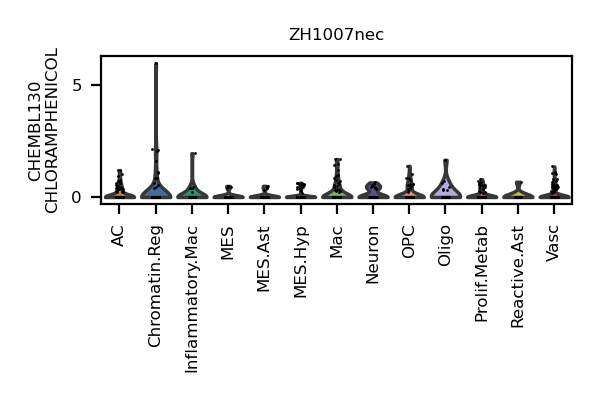 ZH1007nec
CHEMBL130
CHLORAMPHENICOL
5
0
AC
Chromatin.Reg
Inflammatory.Mac
MES
MES.Ast
MES.Hyp
Mac
Neuron
OPC
Oligo
Prolif.Metab
Reactive.Ast
Vasc